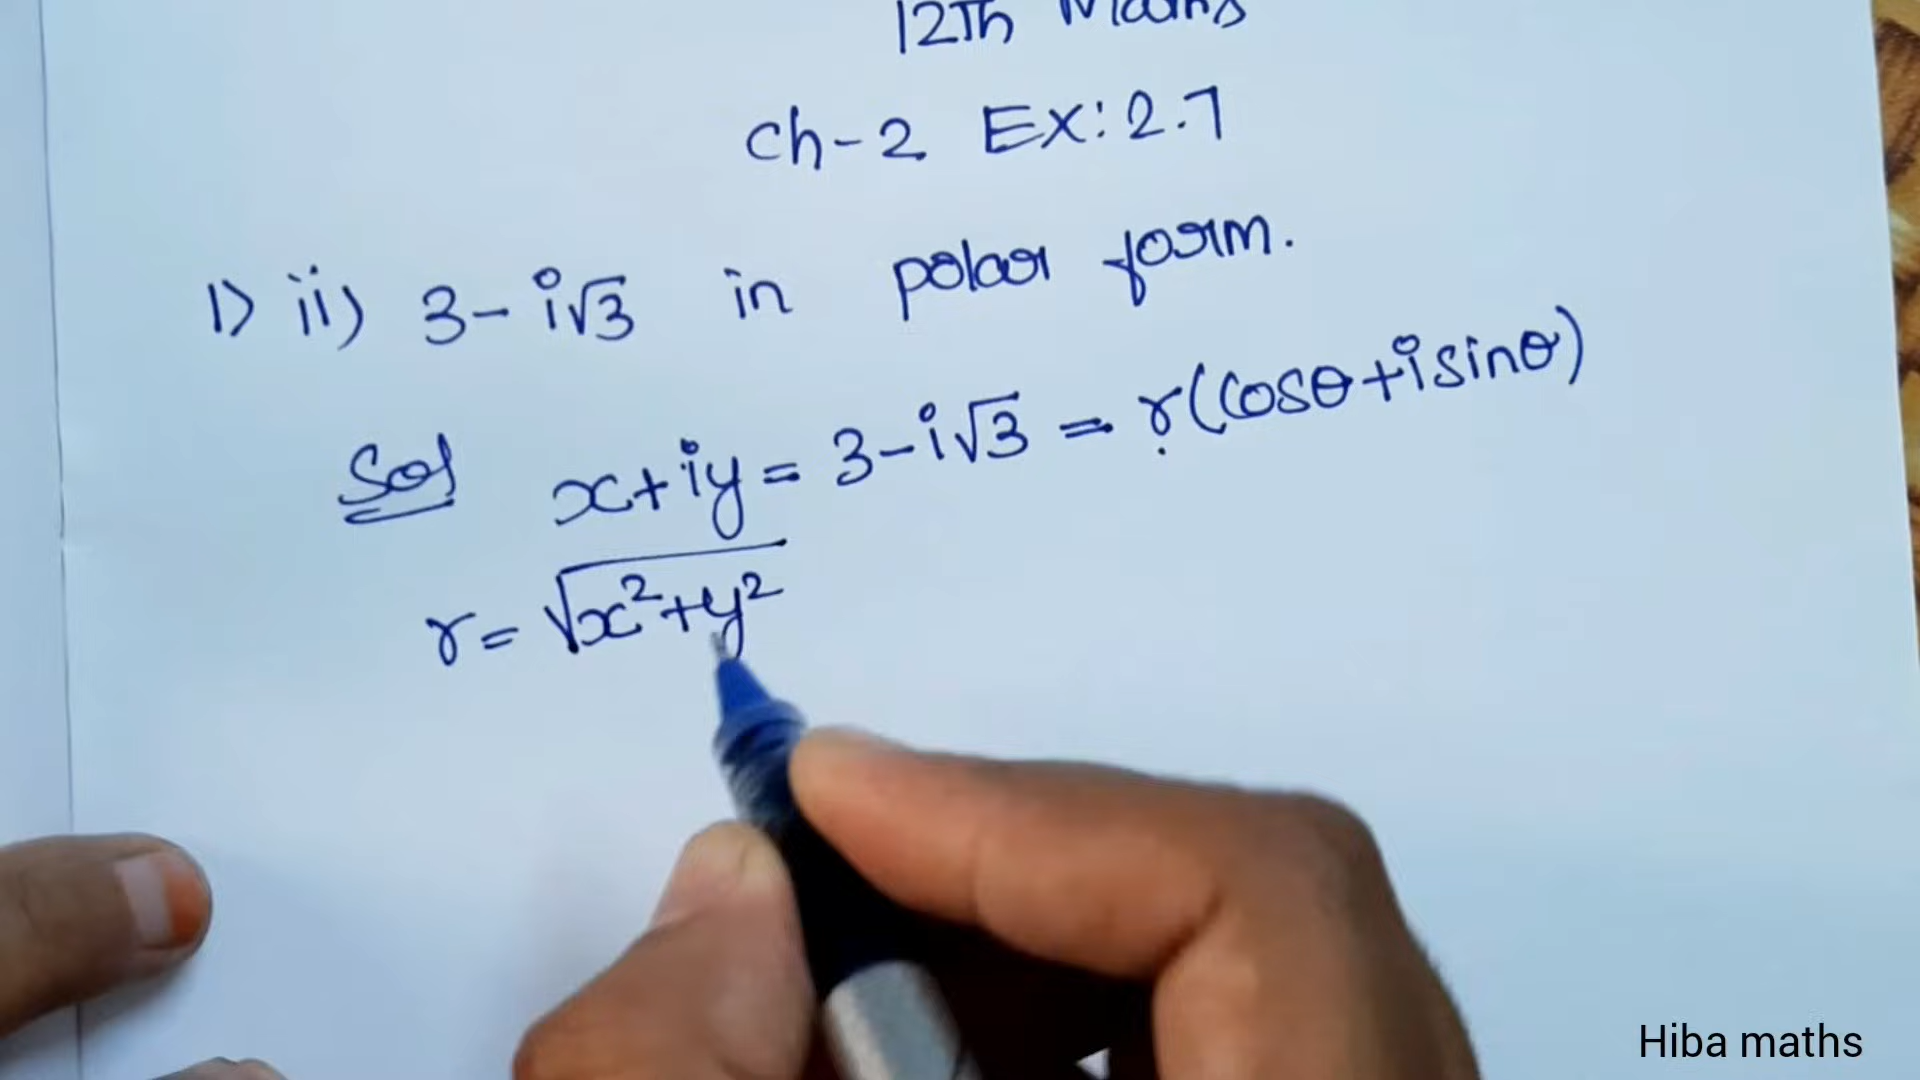 12Th Maths
Ch-2 Ex: 2.7
1) ii) 3-i√3 in polar form.
Sol x+iy = 3-i√3 = r(cosθ+isinθ)
r = √x²+y²
Hiba maths